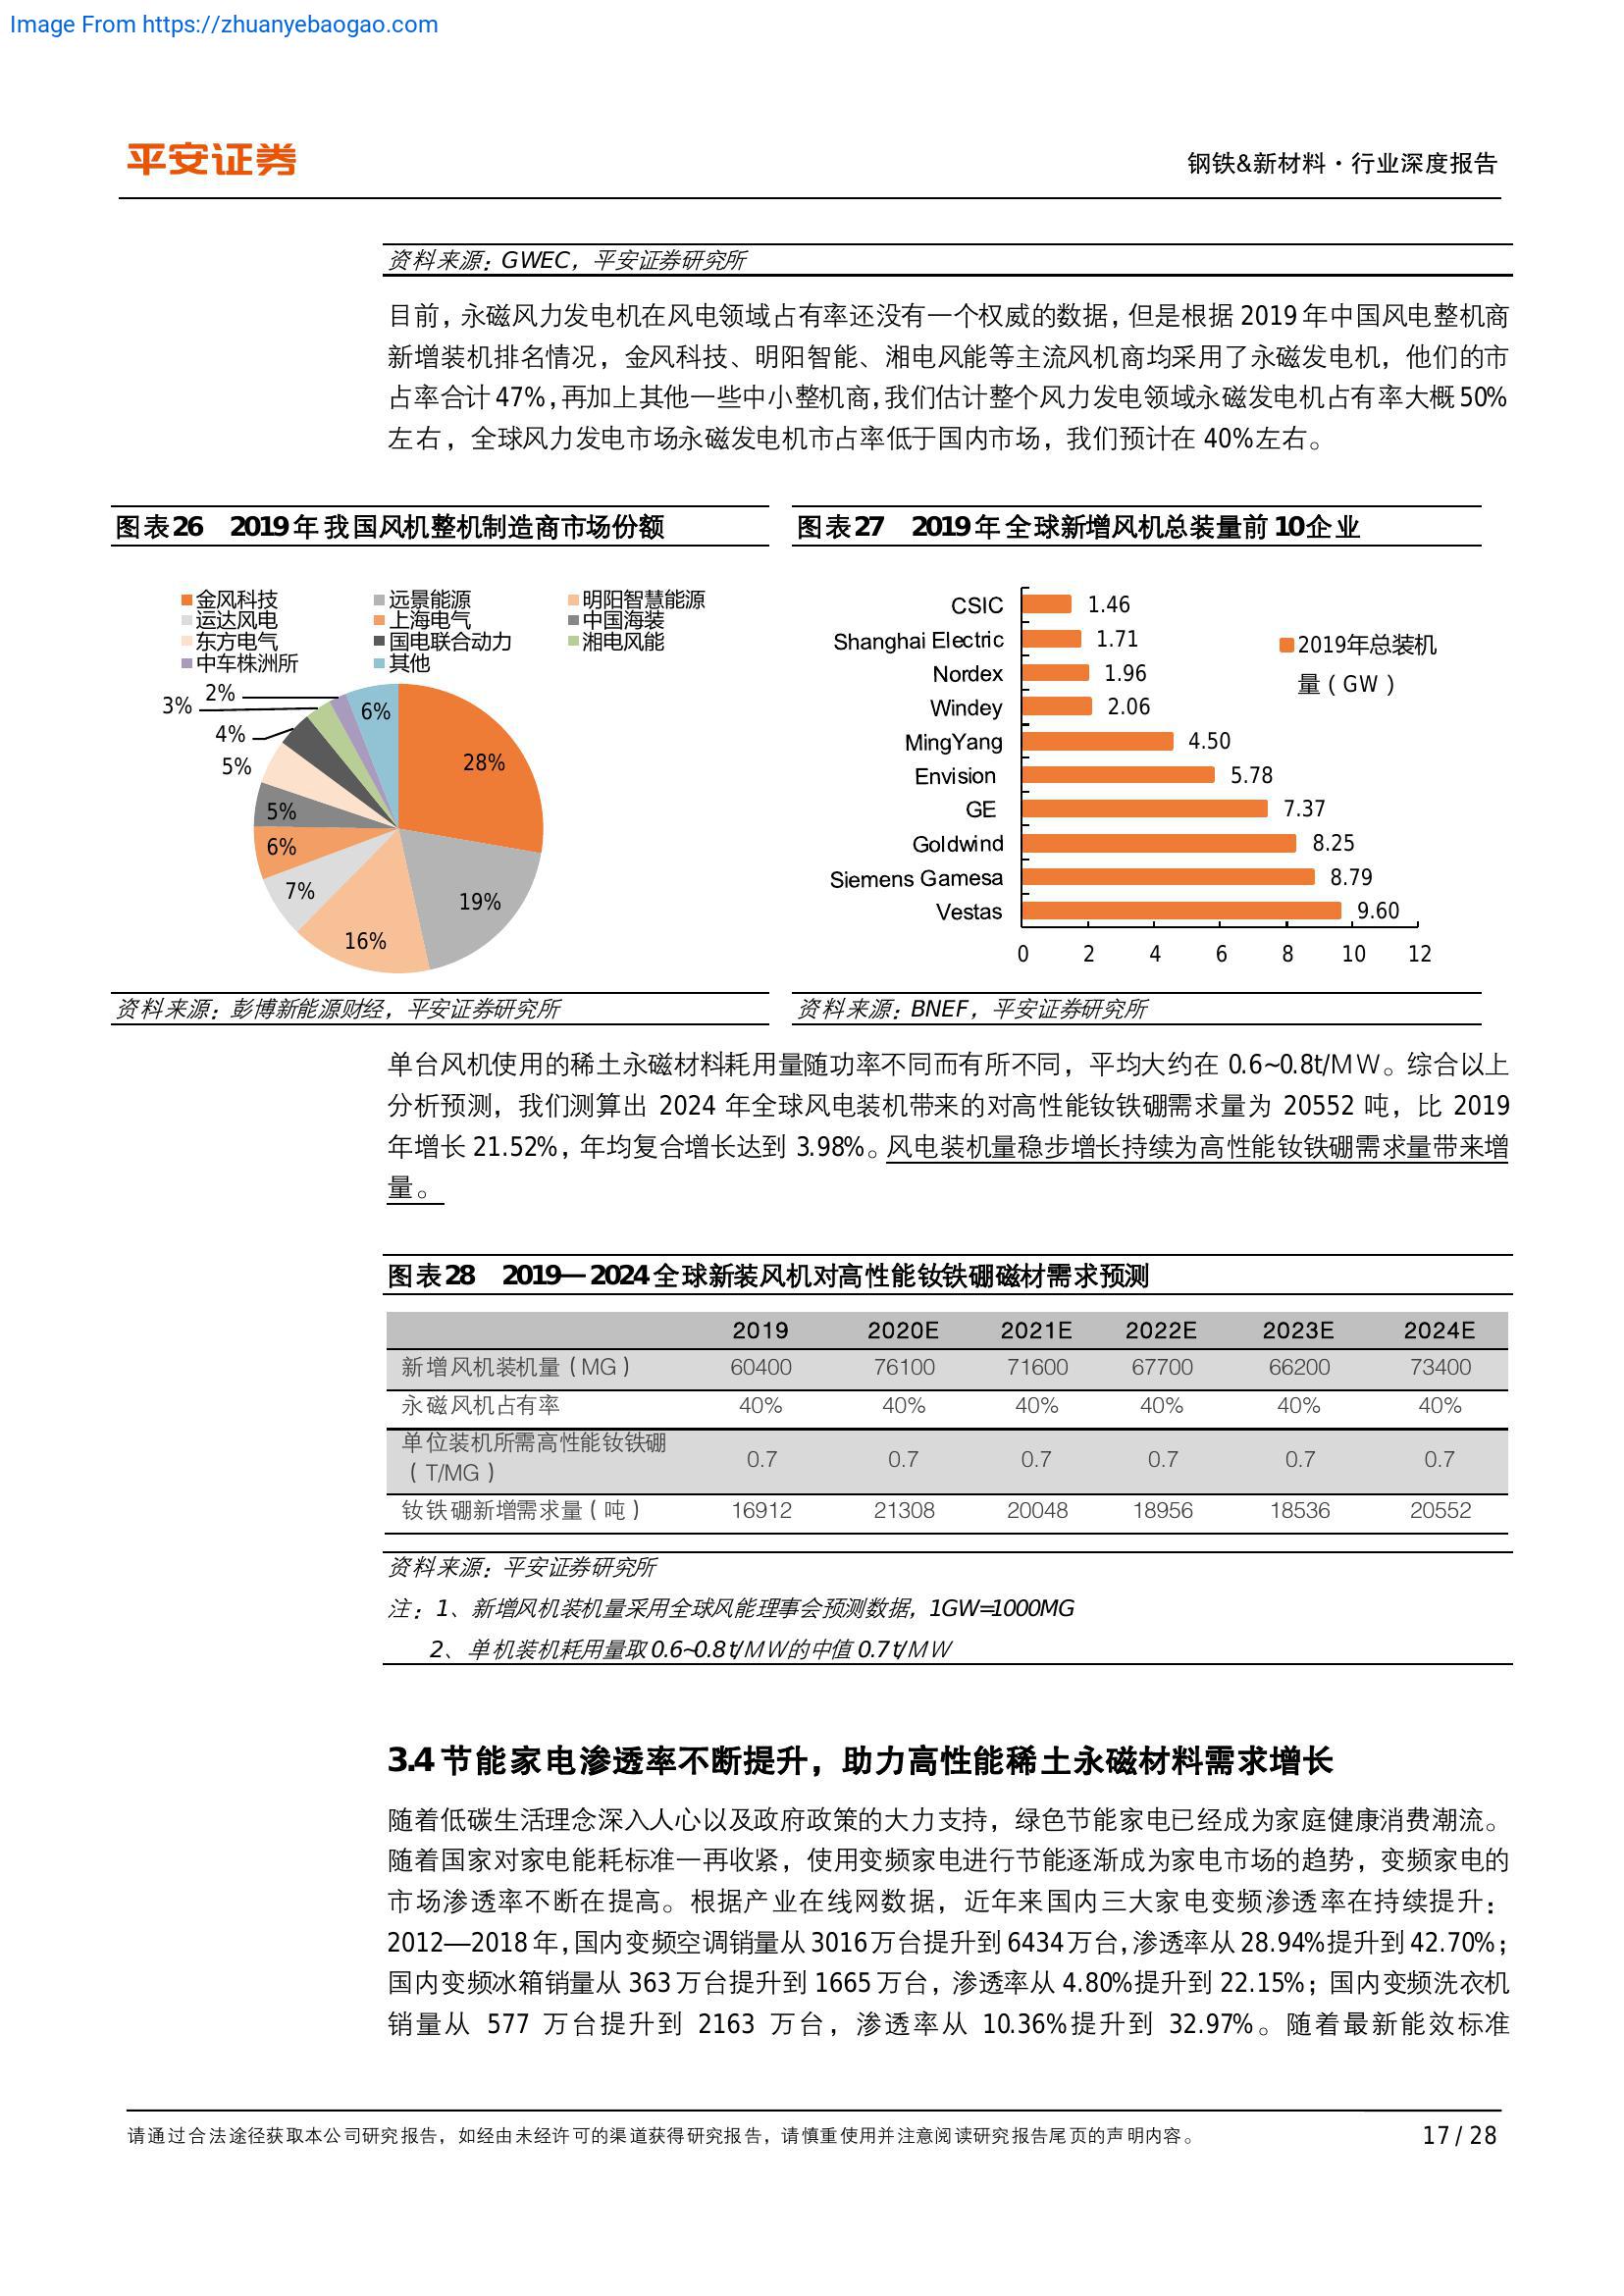 Image From https://zhuanyebaogao.com
平安证券
钢铁&新材料·行业深度报告
资料来源：GWEC，平安证券研究所
目前，永磁风力发电机在风电领域占有率还没有一个权威的数据，但是根据 2019 年中国风电整机商
新增装机排名情况，金风科技、明阳智能、湘电风能等主流风机商均采用了永磁发电机，他们的市
占率合计 47%，再加上其他一些中小整机商，我们估计整个风力发电领域永磁发电机占有率大概 50%
左右，全球风力发电市场永磁发电机市占率低于国内市场，我们预计在 40%左右。
图表26 2019 年我国风机整机制造商市场份额
金风科技 远景能源 明阳智慧能源
运达风电 上海电气 中国海装
东方电气 国电联合动力 湘电风能
中车株洲所 其他
2%
3%
6%
4%
28%
5%
5%
6%
7%
19%
16%
资料来源：彭博新能源财经，平安证券研究所
图表27 2019 年全球新增风机总装量前 10 企业
CSIC 1.46
Shanghai Electric 1.71
2019年总装机
量（GW）
Nordex 1.96
Windey 2.06
MingYang 4.50
Envision 5.78
GE 7.37
Goldwind 8.25
Siemens Gamesa 8.79
Vestas 9.60
0 2 4 6 8 10 12
资料来源：BNEF，平安证券研究所
单台风机使用的稀土永磁材料耗用量随功率不同而有所不同，平均大约在 0.6~0.8t/MW。综合以上
分析预测，我们测算出 2024 年全球风电装机带来的对高性能钕铁硼需求量为 20552 吨，比 2019
年增长 21.52%，年均复合增长达到 3.98%。风电装机量稳步增长持续为高性能钕铁硼需求量带来增
量。
图表28 2019—2024 全球新装风机对高性能钕铁硼磁材需求预测
2019 2020E 2021E 2022E 2023E 2024E
新增风机装机量（MG） 60400 76100 71600 67700 66200 73400
永磁风机占有率 40% 40% 40% 40% 40% 40%
单位装机所需高性能钕铁硼
（T/MG） 0.7 0.7 0.7 0.7 0.7 0.7
钕铁硼新增需求量（吨） 16912 21308 20048 18956 18536 20552
资料来源：平安证券研究所
注：1、新增风机装机量采用全球风能理事会预测数据，1GW=1000MG
2、单机装机耗用量取 0.6~0.8t/MW的中值 0.7t/MW
3.4 节能家电渗透率不断提升，助力高性能稀土永磁材料需求增长
随着低碳生活理念深入人心以及政府政策的大力支持，绿色节能家电已经成为家庭健康消费潮流。
随着国家对家电能耗标准一再收紧，使用变频家电进行节能逐渐成为家电市场的趋势，变频家电的
市场渗透率不断在提高。根据产业在线网数据，近年来国内三大家电变频渗透率在持续提升：
2012—2018 年，国内变频空调销量从 3016 万台提升到 6434 万台，渗透率从 28.94%提升到 42.70%；
国内变频冰箱销量从 363 万台提升到 1665 万台，渗透率从 4.80%提升到 22.15%；国内变频洗衣机
销量从 577 万台提升到 2163 万台，渗透率从 10.36%提升到 32.97%。随着最新能效标准
请通过合法途径获取本公司研究报告，如经由未经许可的渠道获得研究报告，请慎重使用并注意阅读研究报告尾页的声明内容。
17 / 28